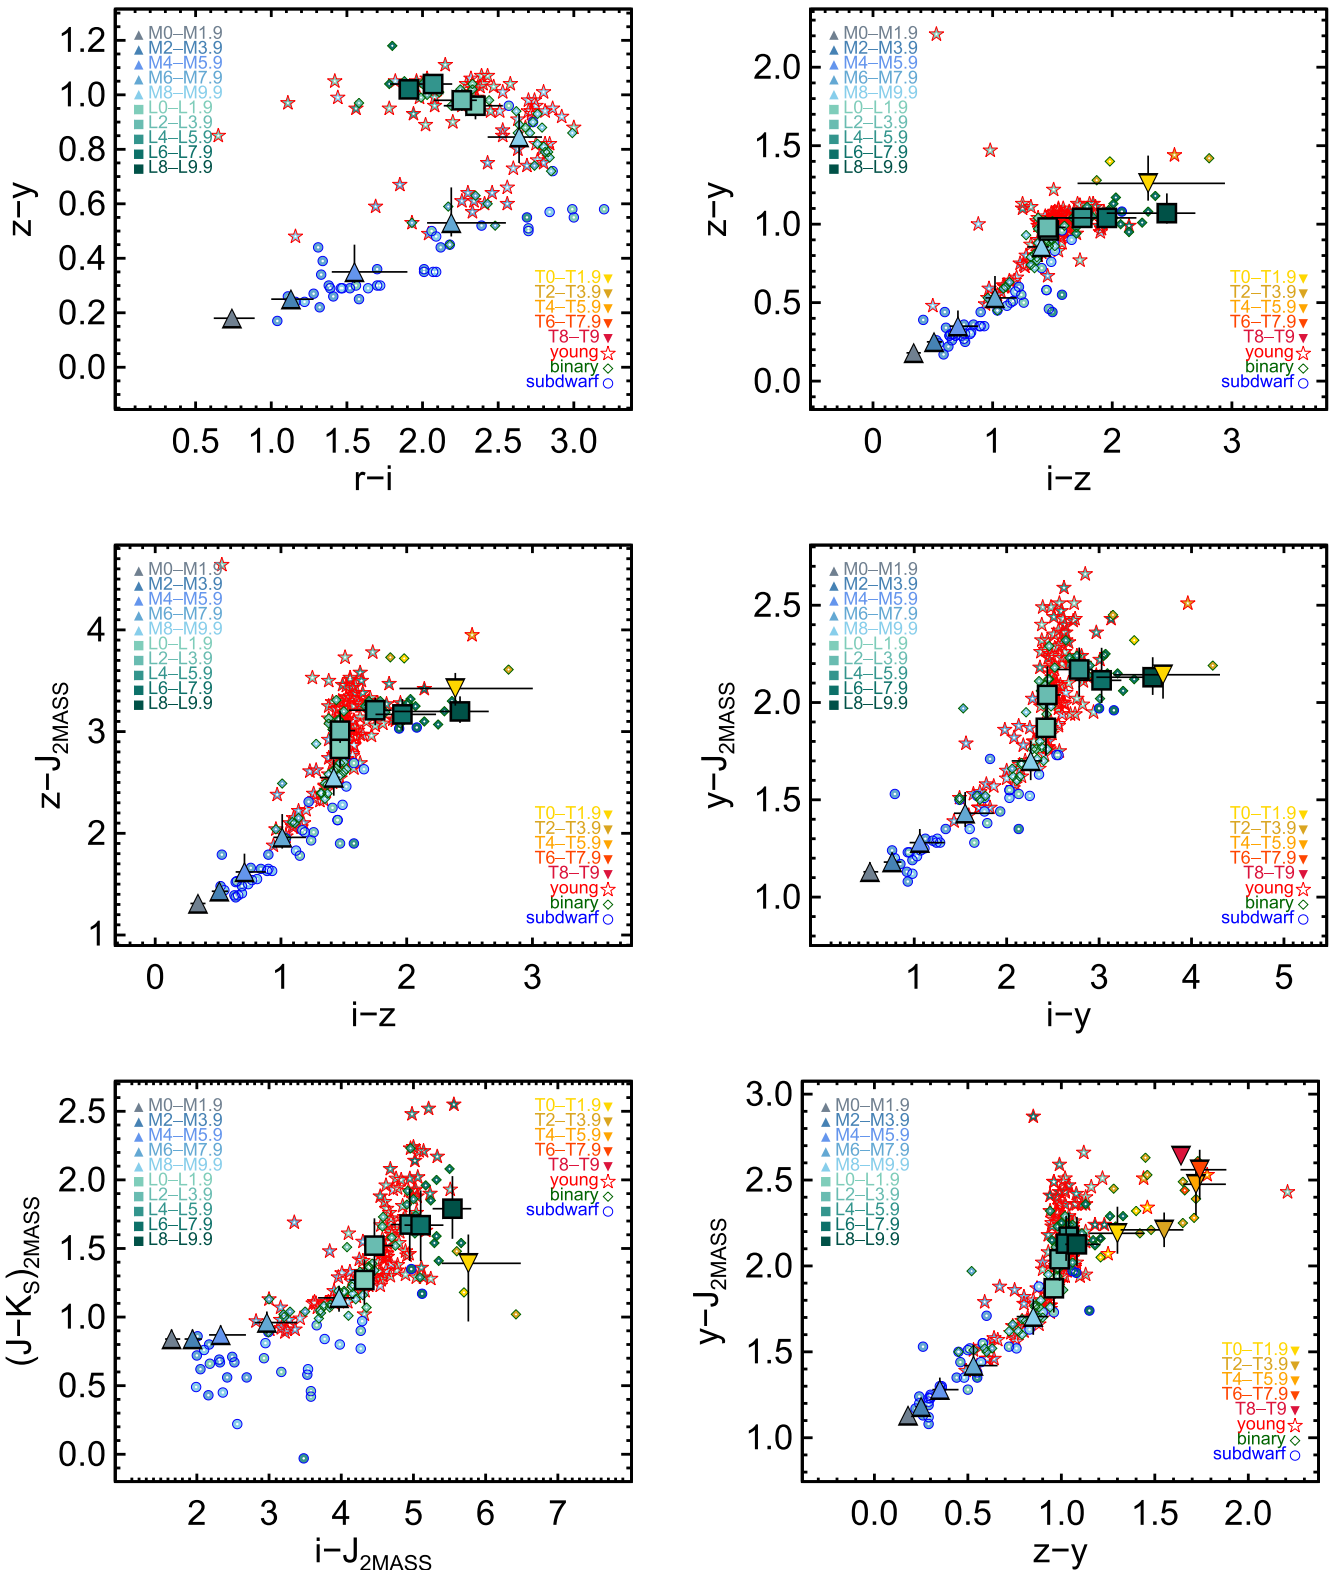 1.2
1.0
0.8
0.6
0.4
0.2
0.0
z−y
M0−M1.9
M2−M3.9
M4−M5.9
M6−M7.9
M8−M9.9
L0−L1.9
L2−L3.9
L4−L5.9
L6−L7.9
L8−L9.9
T0−T1.9
T2−T3.9
T4−T5.9
T6−T7.9
T8−T9
young
binary
subdwarf
0.5 1.0 1.5 2.0 2.5 3.0
r−i
2.0
1.5
1.0
0.5
0.0
z−y
M0−M1.9
M2−M3.9
M4−M5.9
M6−M7.9
M8−M9.9
L0−L1.9
L2−L3.9
L4−L5.9
L6−L7.9
L8−L9.9
T0−T1.9
T2−T3.9
T4−T5.9
T6−T7.9
T8−T9
young
binary
subdwarf
0 1 2 3
i−z
4
3
2
1
z−J2MASS
M0−M1.9
M2−M3.9
M4−M5.9
M6−M7.9
M8−M9.9
L0−L1.9
L2−L3.9
L4−L5.9
L6−L7.9
L8−L9.9
T0−T1.9
T2−T3.9
T4−T5.9
T6−T7.9
T8−T9
young
binary
subdwarf
0 1 2 3
i−z
2.5
2.0
1.5
1.0
y−J2MASS
M0−M1.9
M2−M3.9
M4−M5.9
M6−M7.9
M8−M9.9
L0−L1.9
L2−L3.9
L4−L5.9
L6−L7.9
L8−L9.9
T0−T1.9
T2−T3.9
T4−T5.9
T6−T7.9
T8−T9
young
binary
subdwarf
1 2 3 4 5
i−y
2.5
2.0
1.5
1.0
0.5
0.0
(J−KS)2MASS
M0−M1.9
M2−M3.9
M4−M5.9
M6−M7.9
M8−M9.9
L0−L1.9
L2−L3.9
L4−L5.9
L6−L7.9
L8−L9.9
T0−T1.9
T2−T3.9
T4−T5.9
T6−T7.9
T8−T9
young
binary
subdwarf
2 3 4 5 6 7
i−J2MASS
3.0
2.5
2.0
1.5
1.0
y−J2MASS
M0−M1.9
M2−M3.9
M4−M5.9
M6−M7.9
M8−M9.9
L0−L1.9
L2−L3.9
L4−L5.9
L6−L7.9
L8−L9.9
T0−T1.9
T2−T3.9
T4−T5.9
T6−T7.9
T8−T9
young
binary
subdwarf
0.0 0.5 1.0 1.5 2.0
z−y